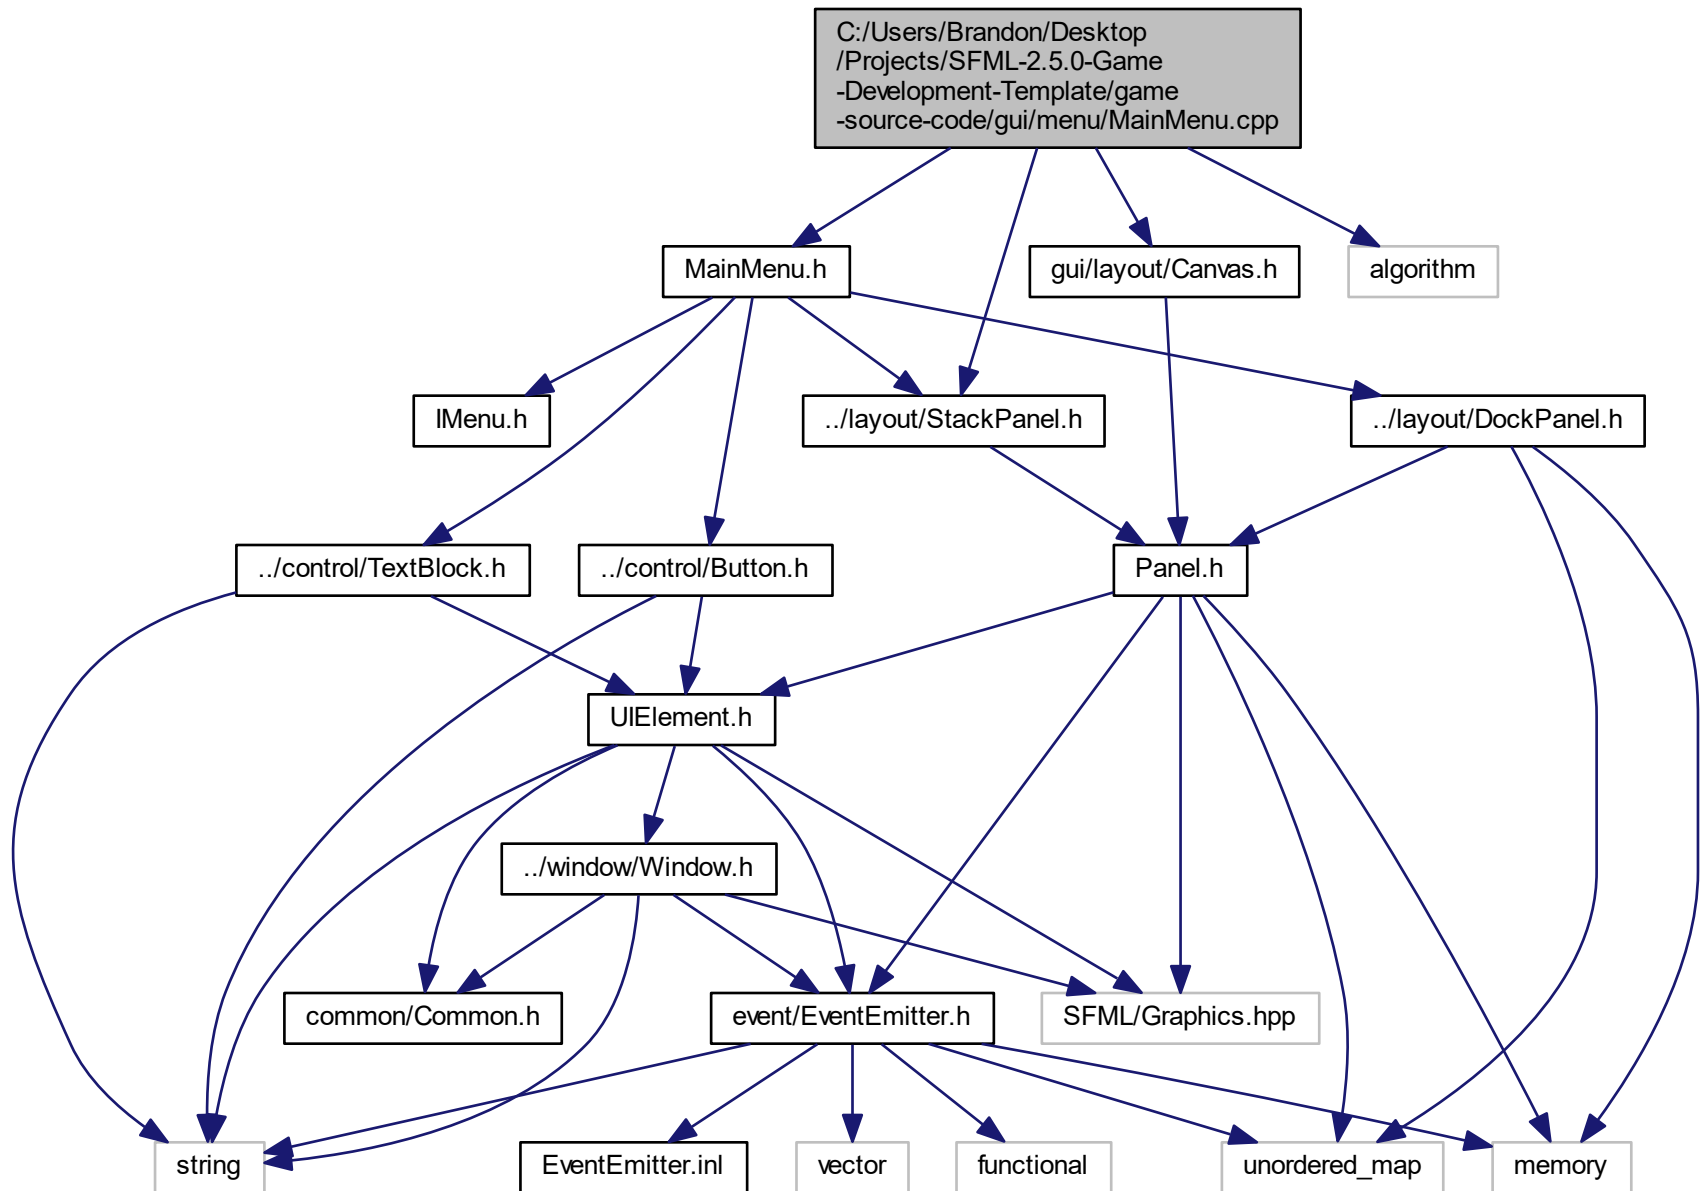 C:/Users/Brandon/Desktop
/Projects/SFML-2.5.0-Game
-Development-Template/game
-source-code/gui/menu/MainMenu.cpp
MainMenu.h
gui/layout/Canvas.h
algorithm
IMenu.h
../layout/StackPanel.h
../layout/DockPanel.h
../control/TextBlock.h
../control/Button.h
Panel.h
UIElement.h
../window/Window.h
common/Common.h
event/EventEmitter.h
SFML/Graphics.hpp
string
EventEmitter.inl
vector
functional
unordered_map
memory